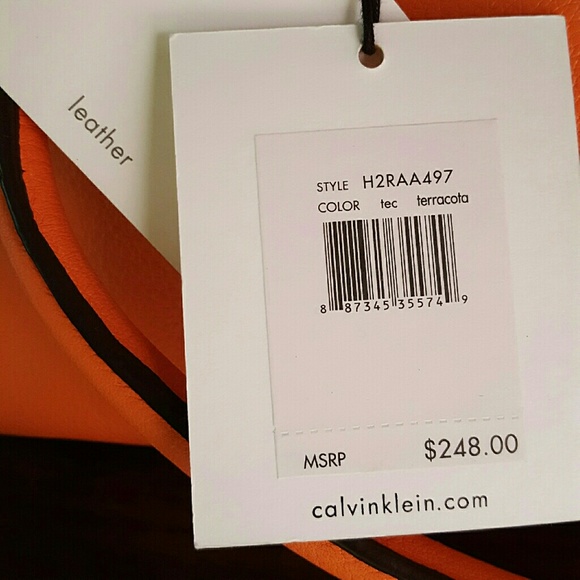 leather
STYLE H2RAA497
COLOR tec terracota
8 87345 35574 9
MSRP $248.00
calvinklein.com